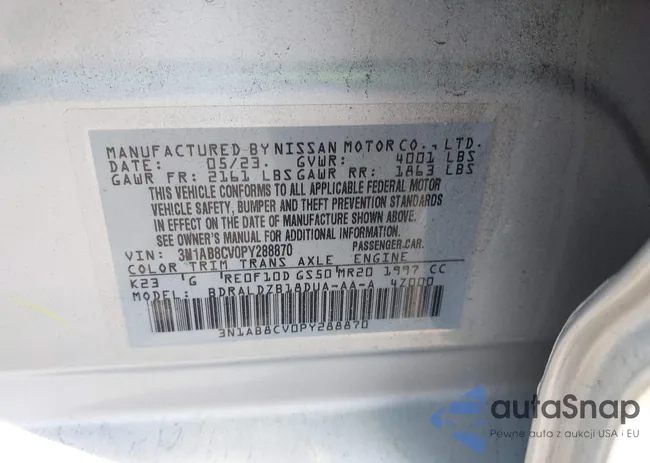 MANUFACTURED BY NISSAN MOTOR CO., LTD.
DATE: 05/23. GVWR: 4001 LBS
GAWR FR: 2161 LBS GAWR RR: 1863 LBS
THIS VEHICLE CONFORMS TO ALL APPLICABLE FEDERAL MOTOR
VEHICLE SAFETY, BUMPER AND THEFT PREVENTION STANDARDS
IN EFFECT ON THE DATE OF MANUFACTURE SHOWN ABOVE.
SEE OWNER'S MANUAL FOR ADDITIONAL INFORMATION.
VIN: 3N1AB8CV0PY288870 PASSENGER CAR
COLOR TRIM TRANS AXLE ENGINE
K23 G RE0F10D GS50 MR20 1997 CC
MODEL: BDRALDZB18DUA-AA-A 4Z000
3N1AB8CV0PY288870
autoSnap
Pewne auta z aukcji USA i EU